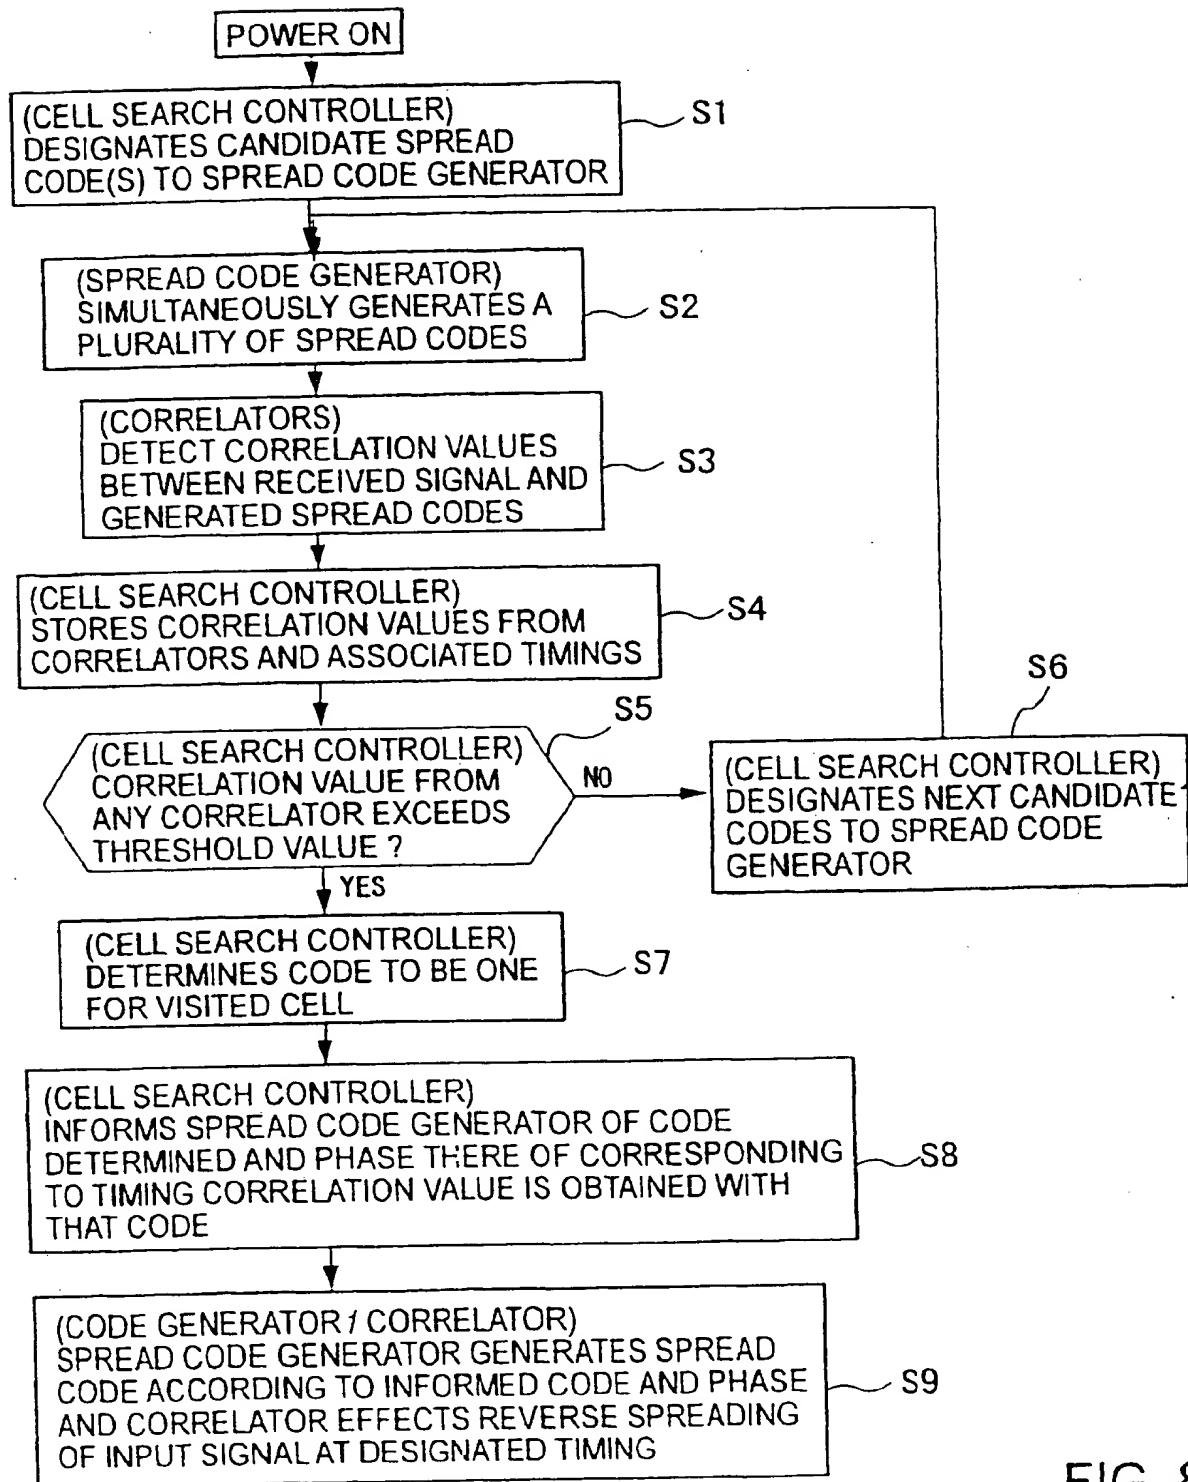 POWER ON
(CELL SEARCH CONTROLLER)
DESIGNATES CANDIDATE SPREAD
CODE(S) TO SPREAD CODE GENERATOR
S1
(SPREAD CODE GENERATOR)
SIMULTANEOUSLY GENERATES A
PLURALITY OF SPREAD CODES
S2
(CORRELATORS)
DETECT CORRELATION VALUES
BETWEEN RECEIVED SIGNAL AND
GENERATED SPREAD CODES
S3
(CELL SEARCH CONTROLLER)
STORES CORRELATION VALUES FROM
CORRELATORS AND ASSOCIATED TIMINGS
S4
(CELL SEARCH CONTROLLER)
CORRELATION VALUE FROM
ANY CORRELATOR EXCEEDS
THRESHOLD VALUE ?
S5
NO
S6
(CELL SEARCH CONTROLLER)
DESIGNATES NEXT CANDIDATE
CODES TO SPREAD CODE
GENERATOR
YES
(CELL SEARCH CONTROLLER)
DETERMINES CODE TO BE ONE
FOR VISITED CELL
S7
(CELL SEARCH CONTROLLER)
INFORMS SPREAD CODE GENERATOR OF CODE
DETERMINED AND PHASE THERE OF CORRESPONDING
TO TIMING CORRELATION VALUE IS OBTAINED WITH
THAT CODE
S8
(CODE GENERATOR / CORRELATOR)
SPREAD CODE GENERATOR GENERATES SPREAD
CODE ACCORDING TO INFORMED CODE AND PHASE
AND CORRELATOR EFFECTS REVERSE SPREADING
OF INPUT SIGNAL AT DESIGNATED TIMING
S9
FIG. 8